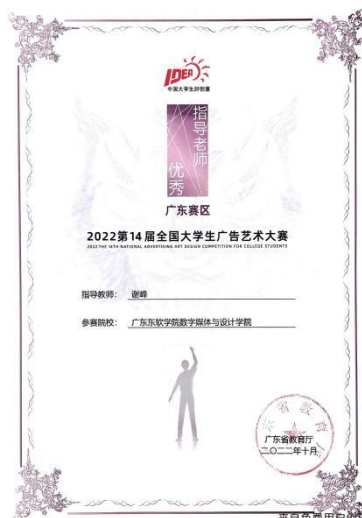 IDEA
中国大学生好创意
指导老师
优秀
广东赛区
2022第14届全国大学生广告艺术大赛
2022 THE 14TH NATIONAL ADVERTISING ART DESIGN COMPETITION FOR COLLEGE STUDENTS
指导教师： 谢峰
参赛院校： 广东东软学院数字媒体与设计学院
广东省教育厅
二〇二二年十月